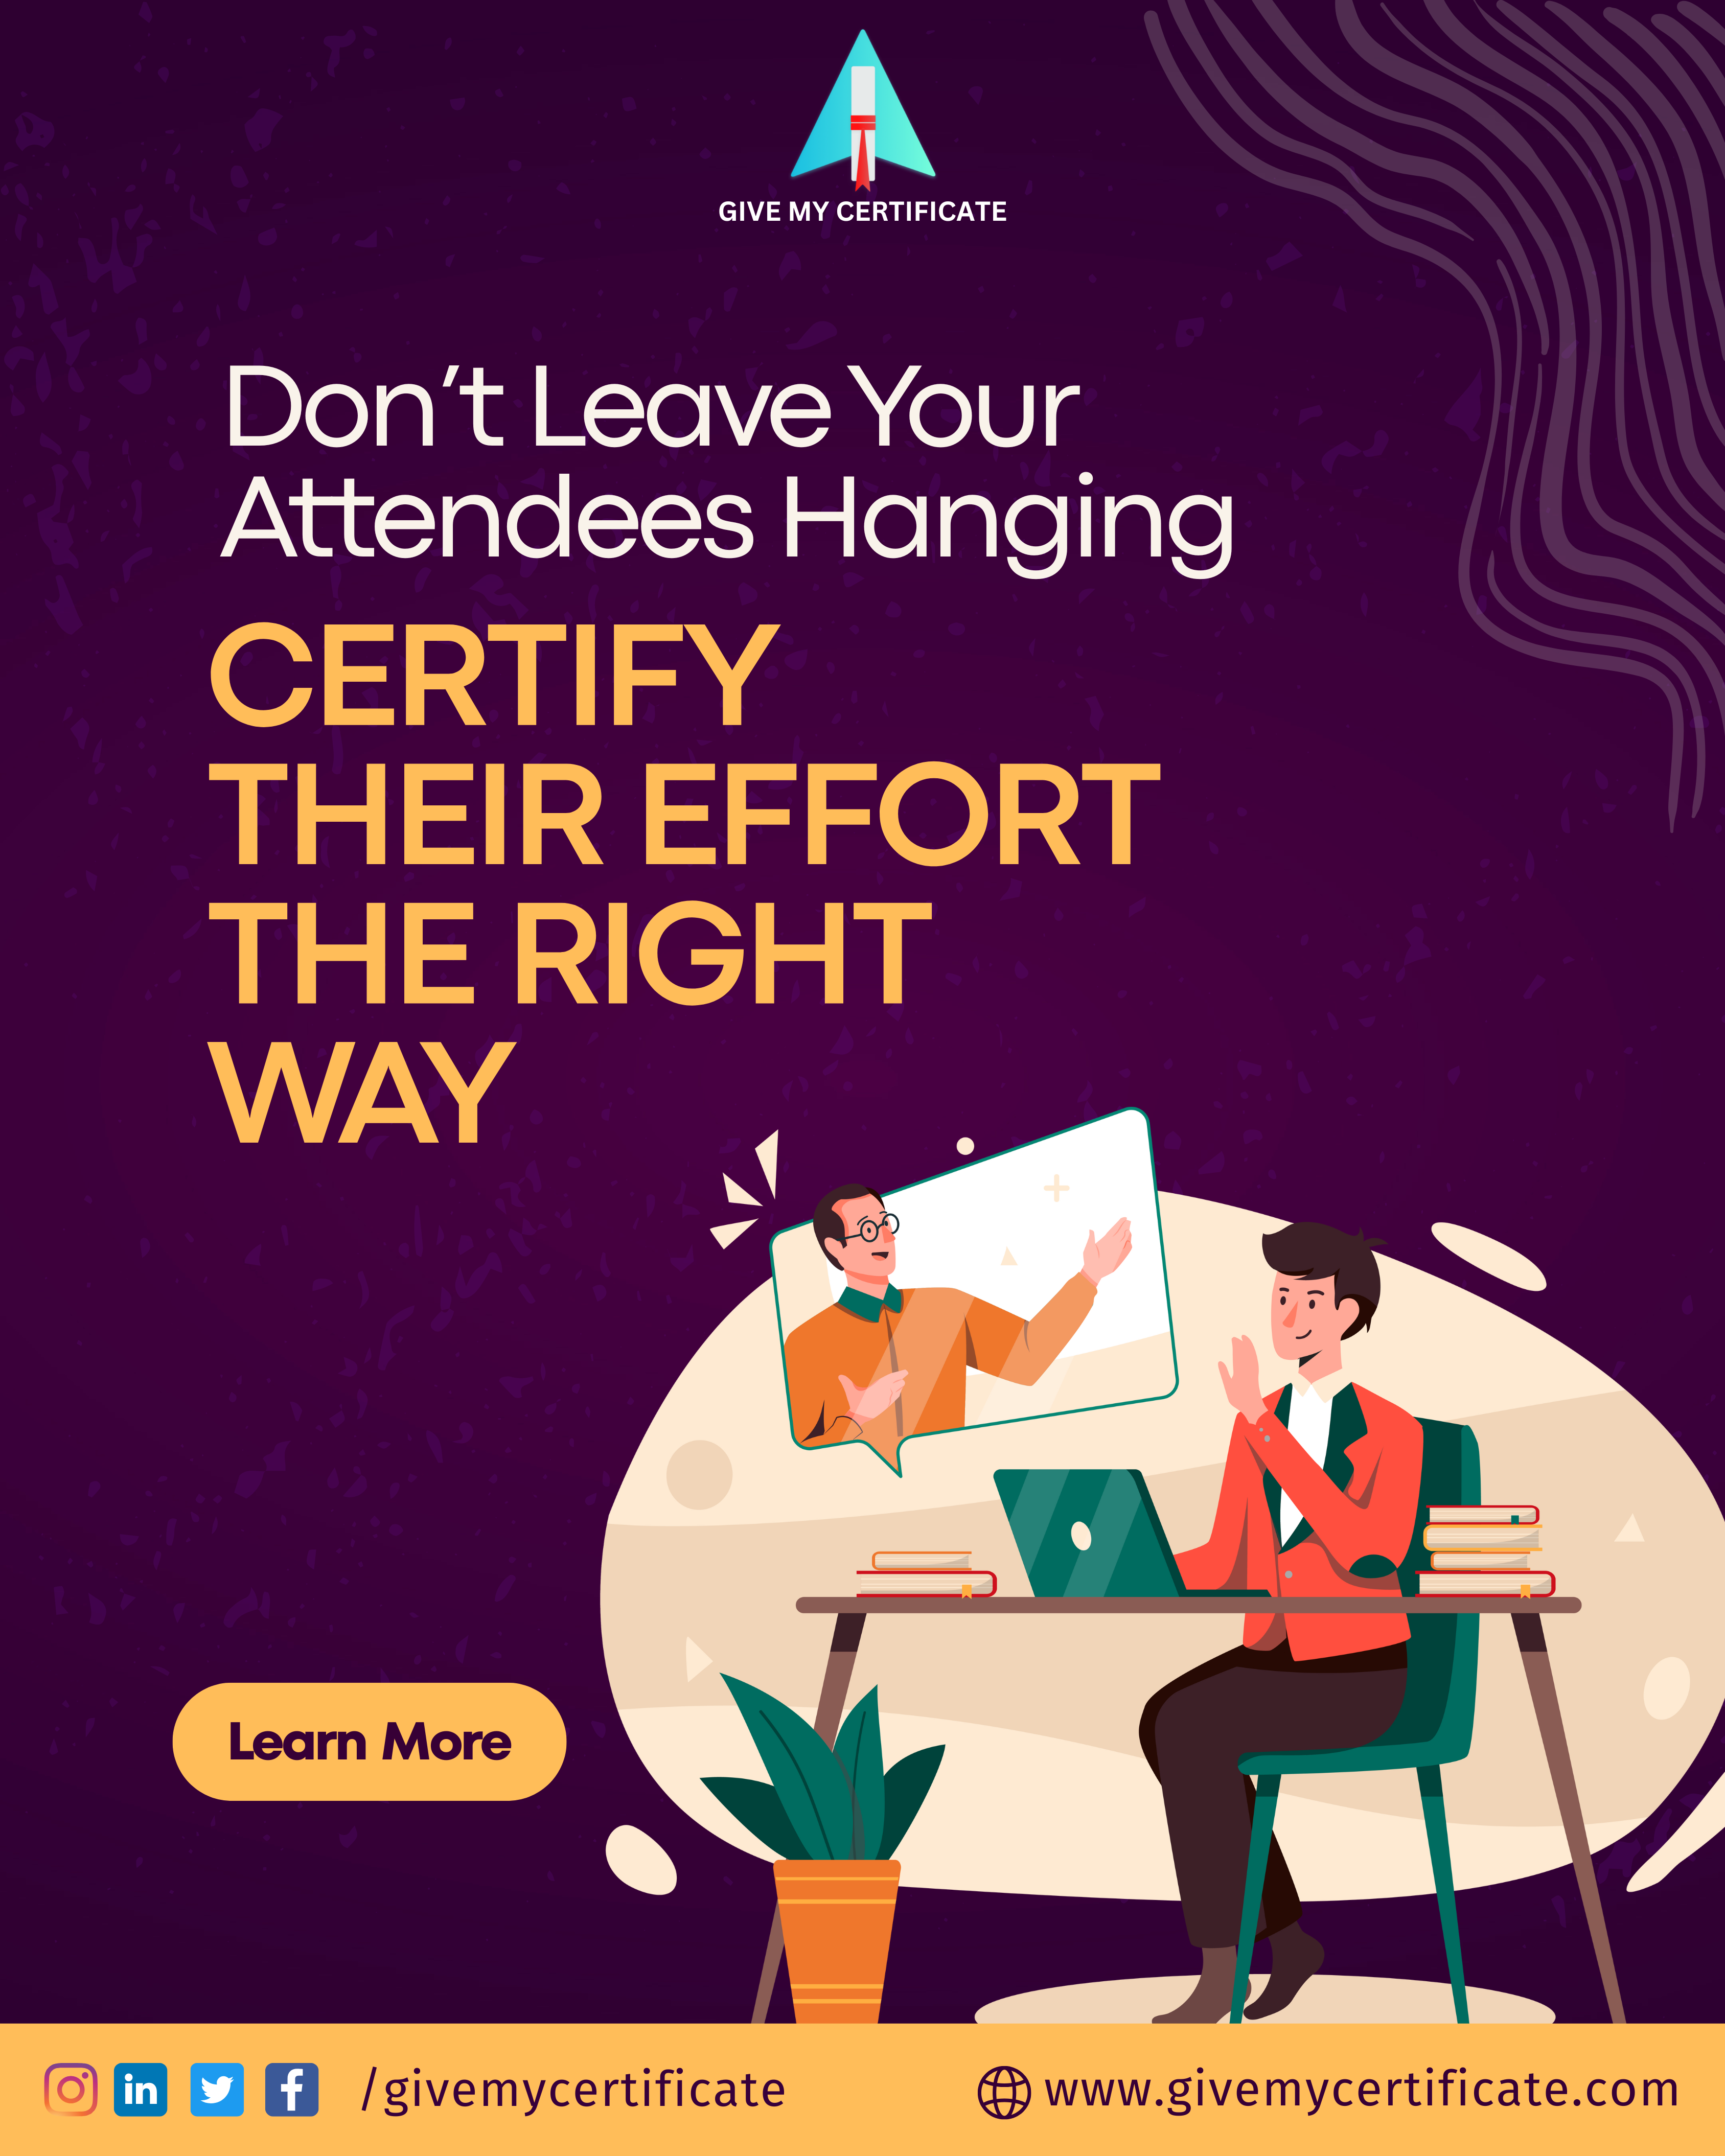 GIVE MY CERTIFICATE
Don’t Leave Your
Attendees Hanging
CERTIFY
THEIR EFFORT
THE RIGHT
WAY
Learn More
in
f
/givemycertificate
www.givemycertificate.com